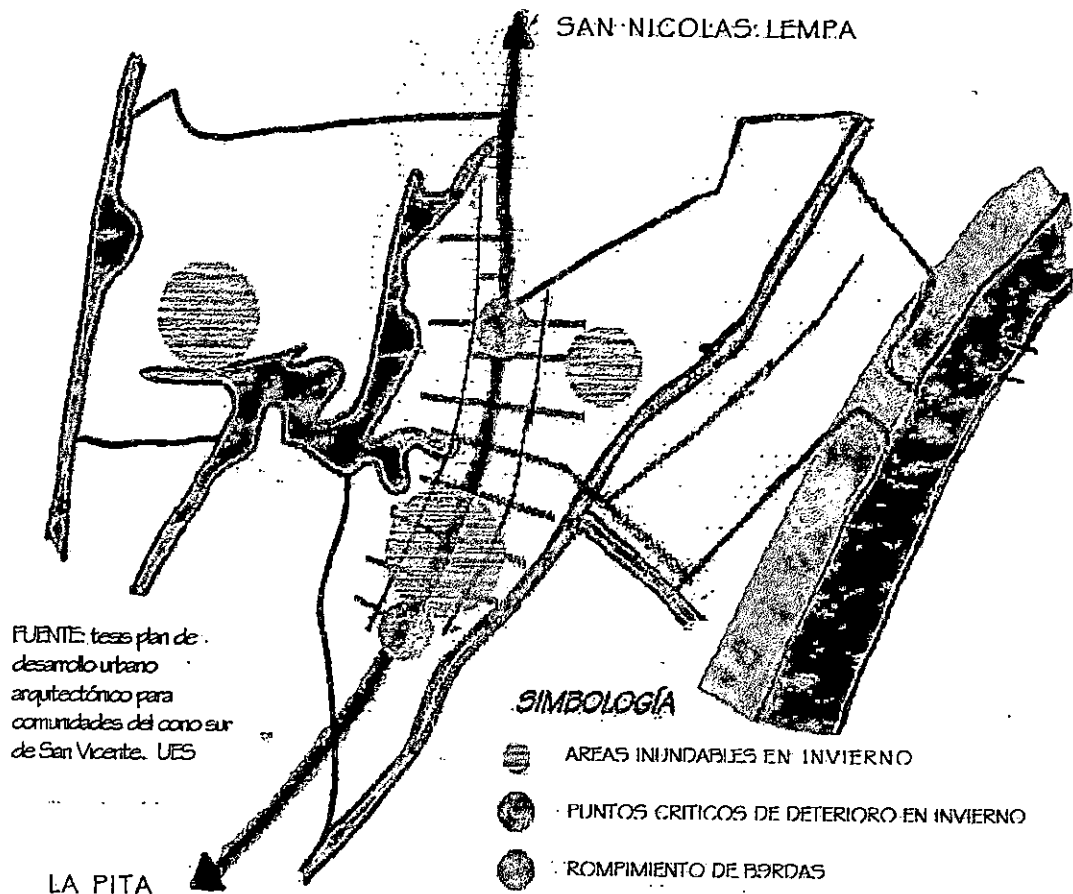 SAN NICOLAS LEMPA
FUENTE: tesis plan de
desarrollo urbano
arquitectónico para
comunidades del cono sur
de San Vicente. UES
SIMBOLOGÍA
AREAS INUNDABLES EN INVIERNO
PUNTOS CRITICOS DE DETERIORO EN INVIERNO
ROMPIMIENTO DE BORDAS
LA PITA